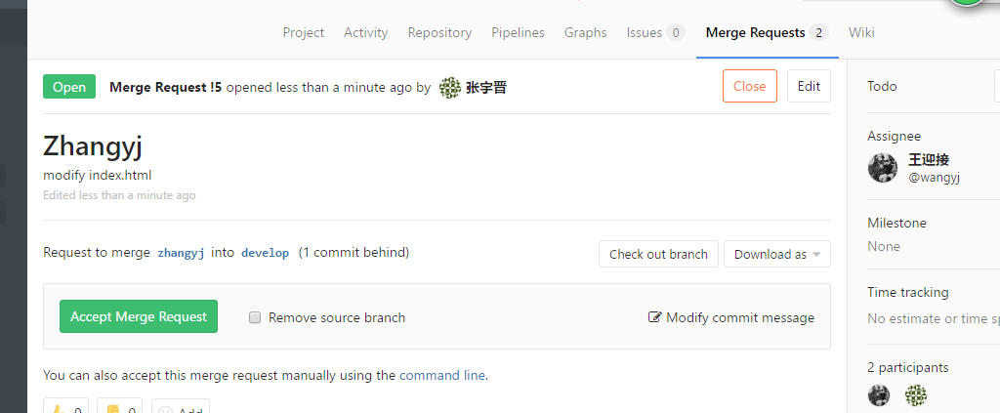 Project Activity Repository Pipelines Graphs Issues 0 Merge Requests 2 Wiki
Open Merge Request !5 opened less than a minute ago by 张宇晋 Close Edit
Zhangyj
modify index.html
Edited less than a minute ago
Request to merge zhangyj into develop (1 commit behind) Check out branch Download as
Accept Merge Request Remove source branch Modify commit message
You can also accept this merge request manually using the command line.
0 0 Add
Todo
Assignee
王迎接
@wangyj
Milestone
None
Time tracking
No estimate or time
2 participants